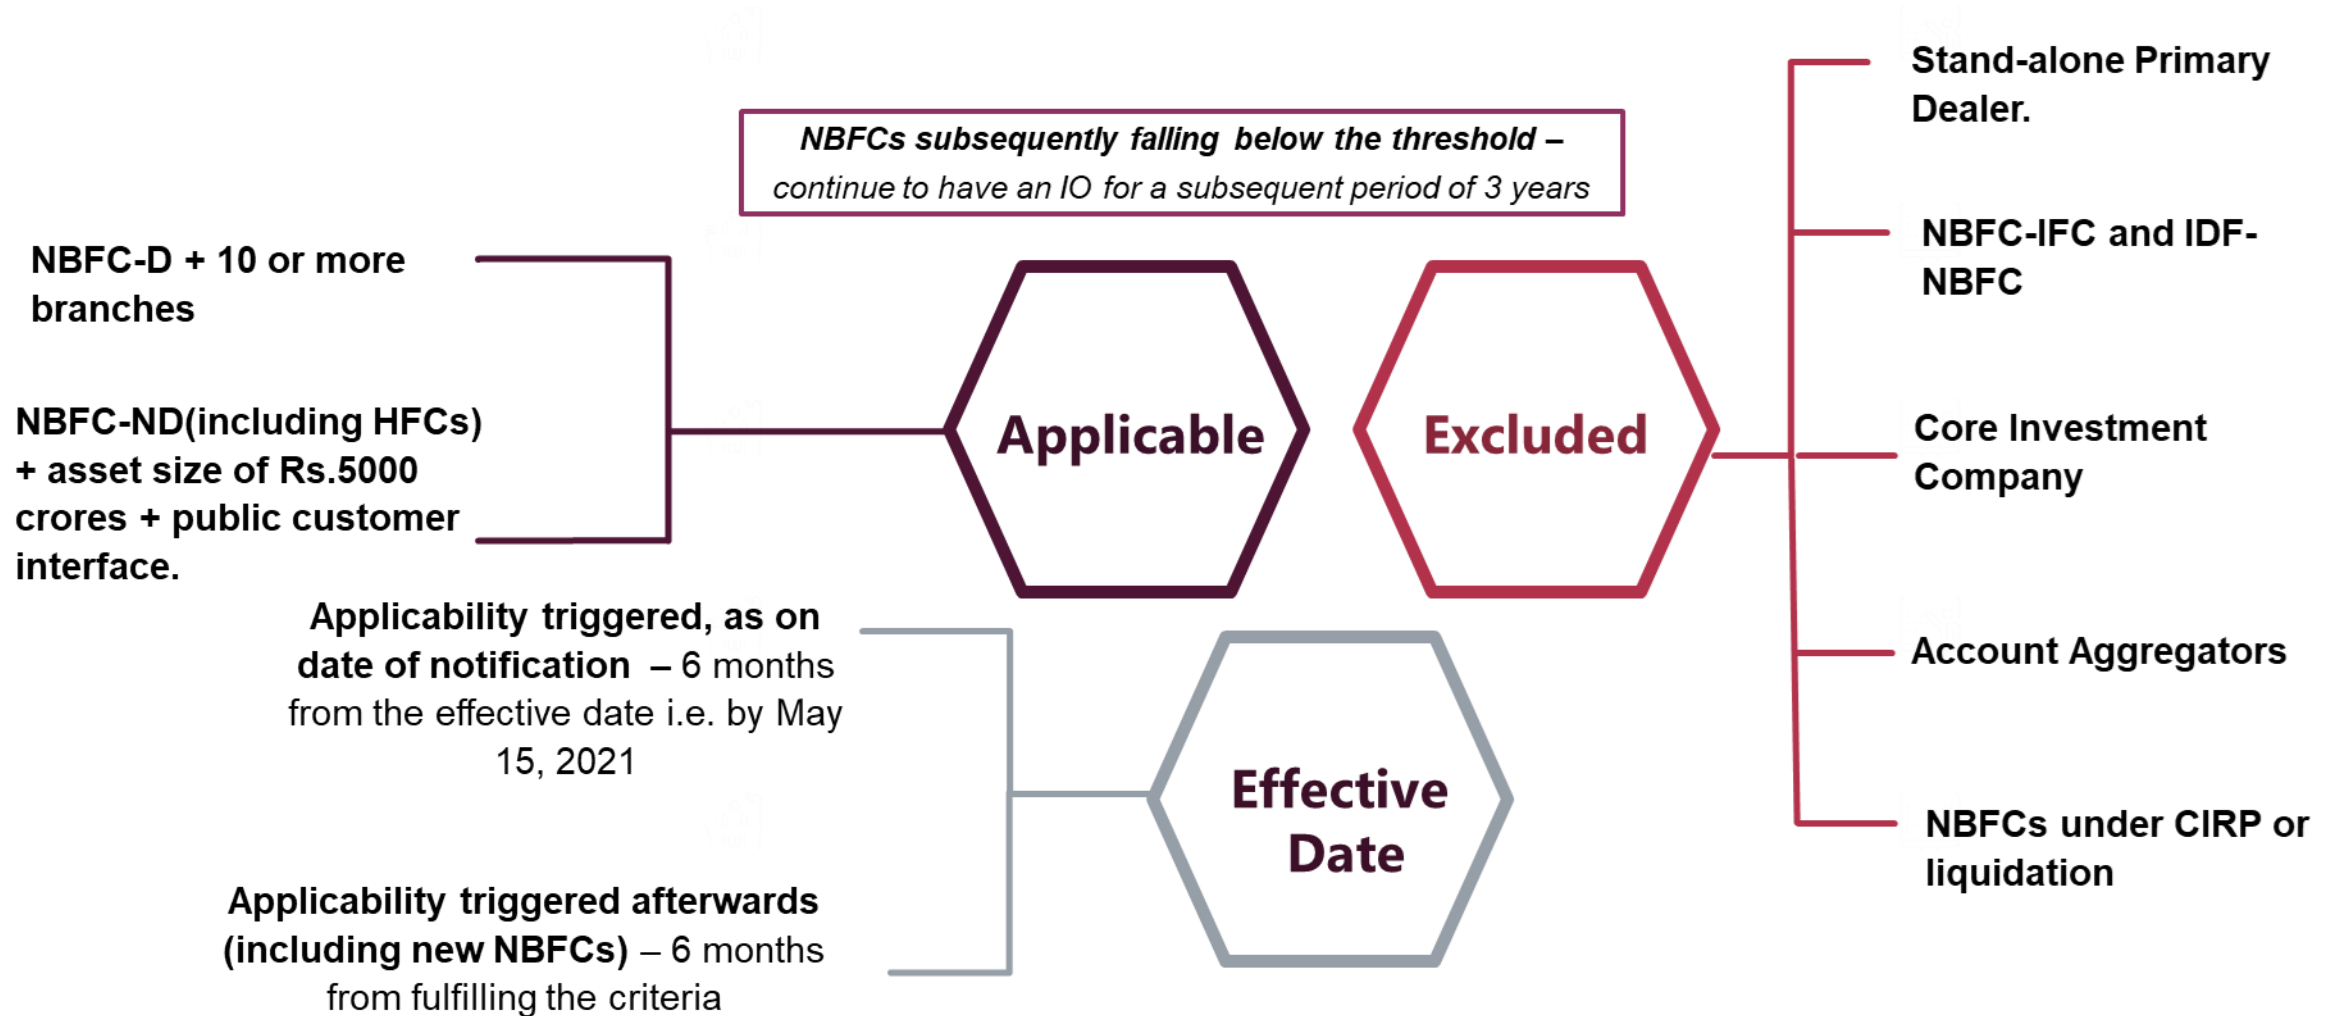 NBFCs subsequently falling below the threshold –
continue to have an IO for a subsequent period of 3 years
NBFC-D + 10 or more
branches
NBFC-ND(including HFCs)
+ asset size of Rs.5000
crores + public customer
interface.
Applicable
Excluded
Stand-alone Primary
Dealer.
NBFC-IFC and IDF-
NBFC
Core Investment
Company
Account Aggregators
NBFCs under CIRP or
liquidation
Applicability triggered, as on
date of notification – 6 months
from the effective date i.e. by May
15, 2021
Effective
Date
Applicability triggered afterwards
(including new NBFCs) – 6 months
from fulfilling the criteria